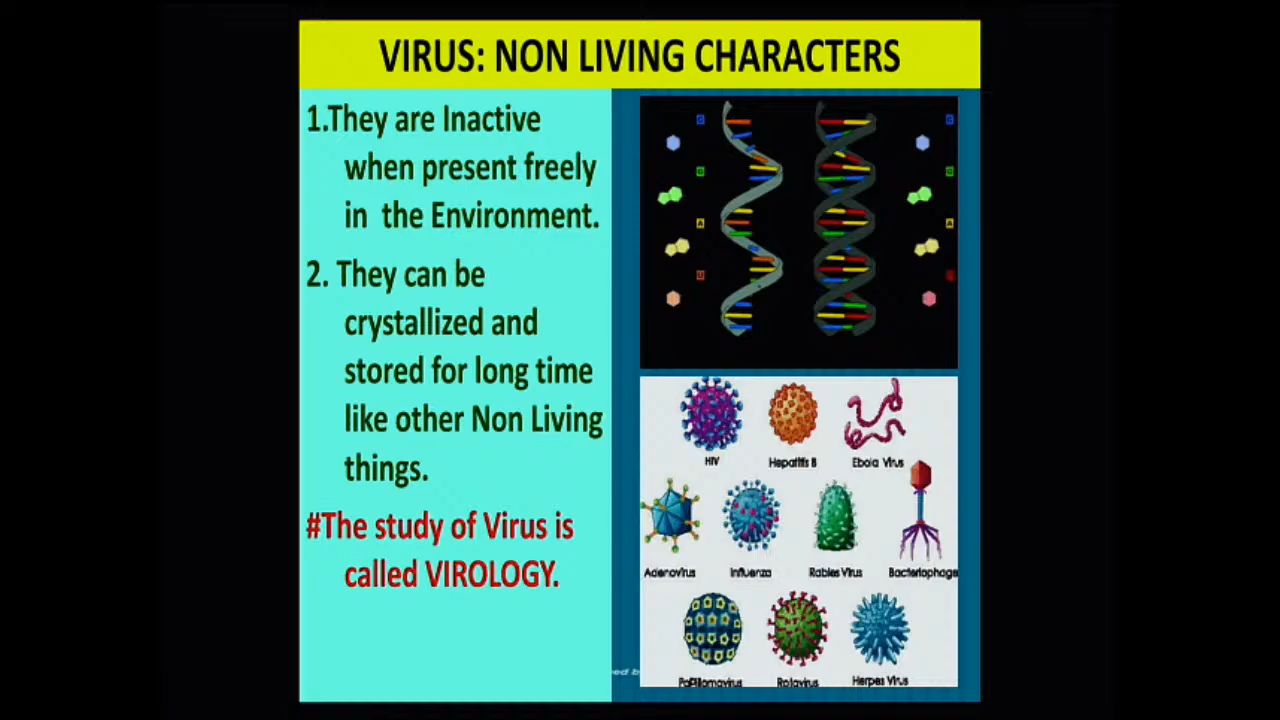 VIRUS: NON LIVING CHARACTERS
1.They are Inactive
when present freely
in the Environment.
2. They can be
crystallized and
stored for long time
like other Non Living
things.
#The study of Virus is
called VIROLOGY.
G
A
HIV Hepatitis B Ebola Virus
Adenovirus Influenza Rabies Virus Bacteriophage
Papillomavirus Rotavirus Herpes Virus